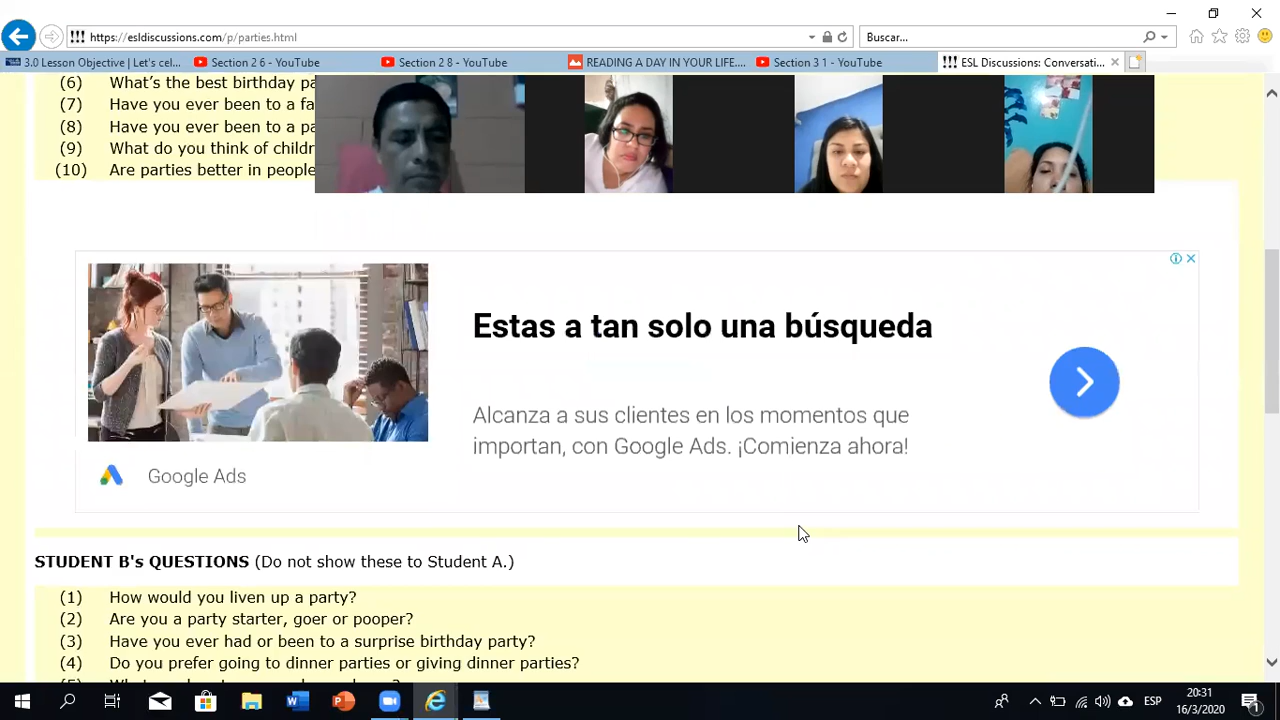 https://esldiscussions.com/p/parties.html
Buscar...
3.0 Lesson Objective | Let's cel...
Section 2 6 - YouTube
Section 2 8 - YouTube
READING A DAY IN YOUR LIFE....
Section 3 1 - YouTube
ESL Discussions: Conversati...
(6) What's the best birthday pa
(7) Have you ever been to a fa
(8) Have you ever been to a pa
(9) What do you think of childr
(10) Are parties better in people
Estas a tan solo una búsqueda
Alcanza a sus clientes en los momentos que
importan, con Google Ads. ¡Comienza ahora!
Google Ads
STUDENT B's QUESTIONS (Do not show these to Student A.)
(1) How would you liven up a party?
(2) Are you a party starter, goer or pooper?
(3) Have you ever had or been to a surprise birthday party?
(4) Do you prefer going to dinner parties or giving dinner parties?
ESP
20:31
16/3/2020